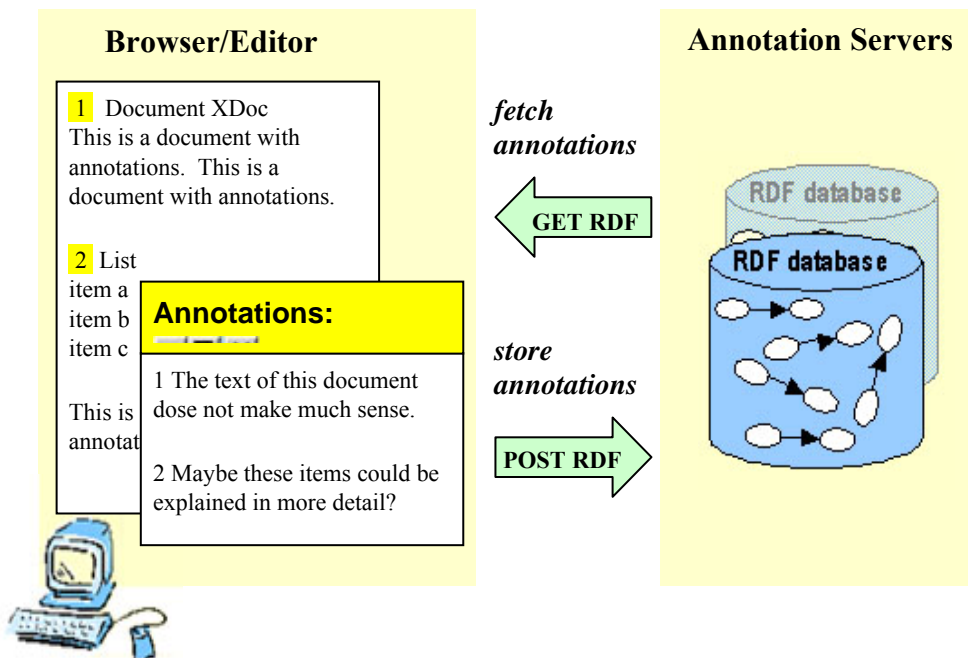 Browser/Editor
1 Document XDoc
This is a document with
annotations. This is a
document with annotations.
2 List
item a
item b
item c
This is
annotat
Annotations:
1 The text of this document
dose not make much sense.
2 Maybe these items could be
explained in more detail?
fetch
annotations
GET RDF
store
annotations
POST RDF
Annotation Servers
RDF database
RDF database